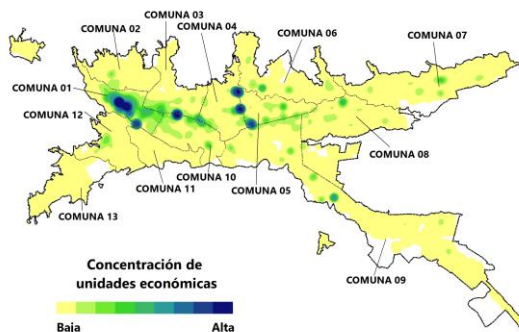 COMUNA 03
COMUNA 02
COMUNA 04
COMUNA 06
COMUNA 07
COMUNA 01
COMUNA 12
COMUNA 08
COMUNA 10
COMUNA 11
COMUNA 05
COMUNA 13
COMUNA 09
Concentración de
unidades económicas
Baja
Alta